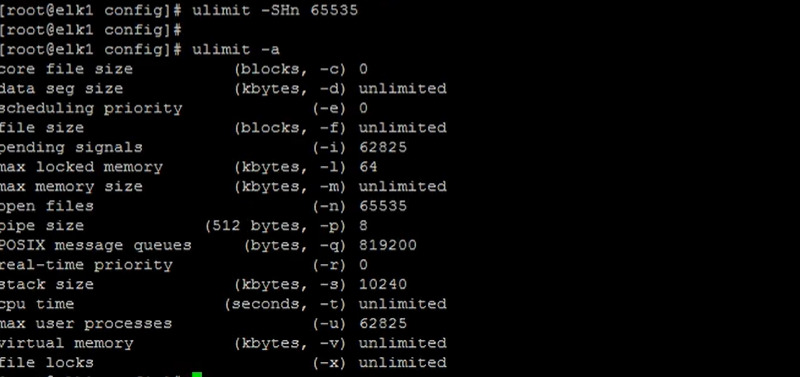 [root@elk1 config]# ulimit -SHn 65535
[root@elk1 config]#
[root@elk1 config]# ulimit -a
core file size (blocks, -c) 0
data seg size (kbytes, -d) unlimited
scheduling priority (-e) 0
file size (blocks, -f) unlimited
pending signals (-i) 62825
max locked memory (kbytes, -l) 64
max memory size (kbytes, -m) unlimited
open files (-n) 65535
pipe size (512 bytes, -p) 8
POSIX message queues (bytes, -q) 819200
real-time priority (-r) 0
stack size (kbytes, -s) 10240
cpu time (seconds, -t) unlimited
max user processes (-u) 62825
virtual memory (kbytes, -v) unlimited
file locks (-x) unlimited